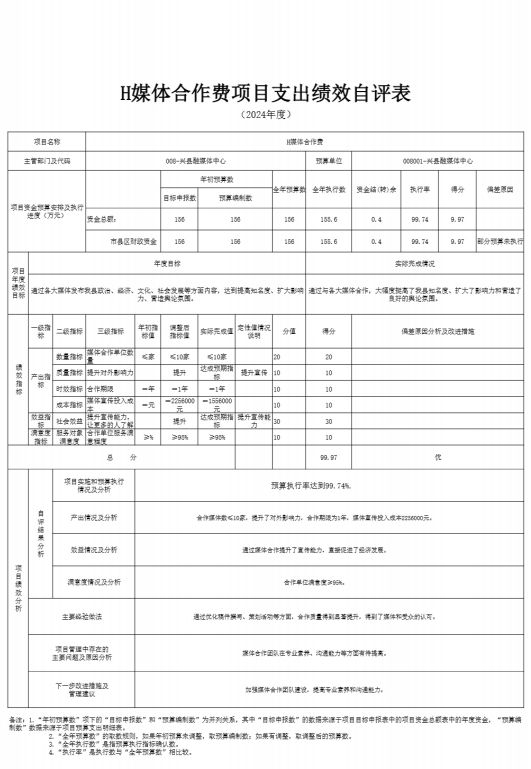 H媒体合作费项目支出绩效自评表
（2024年度）
项目名称 H媒体合作费
主管部门及代码 008-兴县融媒体中心 预算单位 008001-兴县融媒体中心
项目资金预算安排及执行进度（万元） 年初预算数 全年预算数 全年执行数 资金结(转)余 执行率 得分 偏差原因
目标申报数 预算编制数
资金总额： 156 156 156 155.6 0.4 99.74 9.97
市县区财政资金 156 156 156 155.6 0.4 99.74 9.97 部分预算未执行
项目年度绩效目标 年度目标 实际完成情况
通过各大媒体发布我县政治、经济、文化、社会发展等方面内容，达到提高知名度、扩大影响力、营造舆论氛围。 通过与各大媒体合作，大幅度提高了我县知名度、扩大了影响力和营造了良好的舆论氛围。
绩效指标 一级指标 二级指标 三级指标 年初指标值 调整后指标值 实际完成值 定性值情况说明 分值 得分 偏差原因分析及改进措施
产出指标 数量指标 媒体合作单位数量 ≤家 ≤10家 ≤10家 20 20
质量指标 提升对外影响力 提升 达成预期指标 提升宣传 10 10
时效指标 合作期限 ＝年 ＝1年 ＝1年 10 10
成本指标 媒体宣传投入成本 ＝元 ＝2256000元 ＝1556000元 10 10
效益指标 社会效益 提升宣传能力，让更多的人了解 提升 达成预期指标 提升宣传能力 30 30
满意度指标 服务对象满意度 合作单位服务满意程度 ≥% ≥95% ≥95% 10 10
总 分 99.97 优
项目绩效分析 自评结果分析 项目实施和预算执行情况及分析 预算执行率达到99.74%.
产出情况及分析 合作媒体数≤10家，提升了对外影响力，合作期限为1年，媒体宣传投入成本2256000元。
效益情况及分析 通过媒体合作提升了宣传能力，直接促进了经济发展。
满意度情况及分析 合作单位满意度≥95%。
主要经验做法 通过优化稿件撰写、策划活动等方面，合作质量得到显著提升，得到了媒体和受众的认可。
项目管理中存在的主要问题及原因分析 媒体合作团队在专业素养、沟通能力等方面有待提高。
下一步改进措施及管理建议 加强媒体合作团队建设，提高专业素养和沟通能力。
备注：1.“年初预算数”项下的“目标申报数”和“预算编制数”为并列关系，其中“目标申报数”的数据来源于项目目标申报表中的项目资金总额表中的年度资金，“预算编制数”数据来源于项目预算支出明细表。
2.“全年预算数”的取数规则，如果年初预算未调整，取预算编制数；如果有调整，取调整后的预算数。
3.“全年执行数”是指预算执行指标确认数。
4.“执行率”是执行数与“全年预算数”相比较。